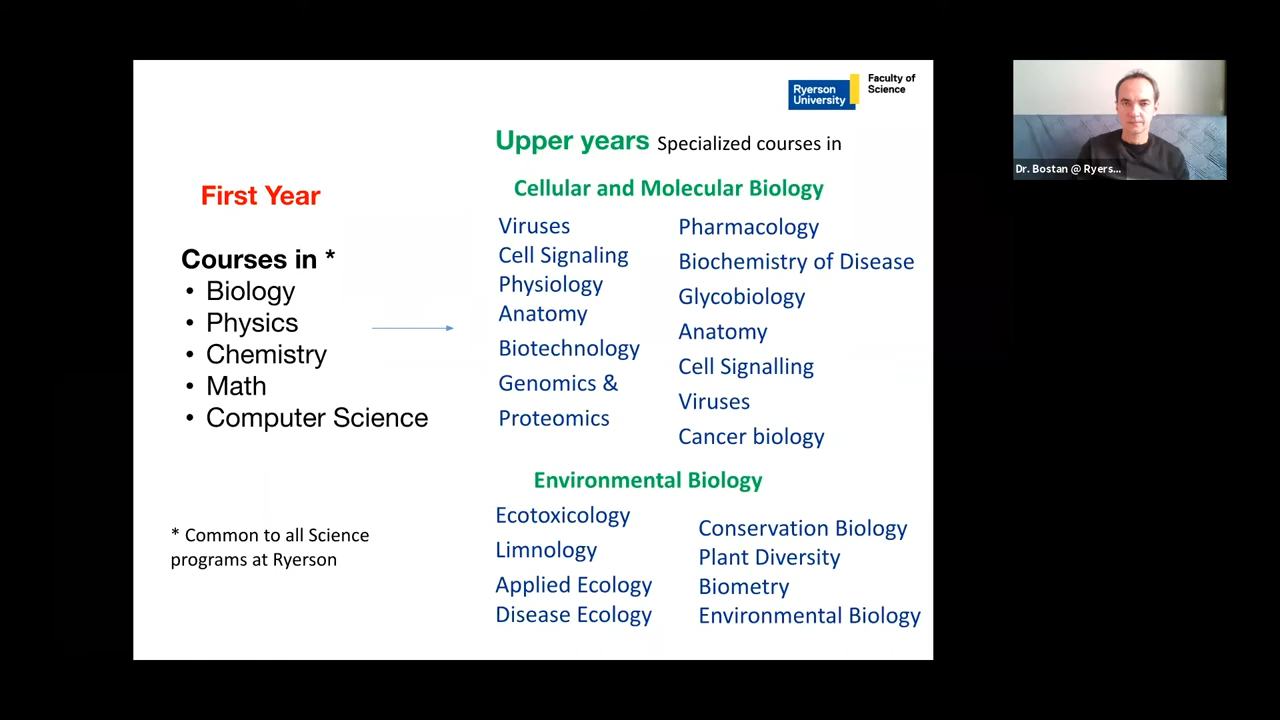 Ryerson
University
Faculty of
Science
Upper years Specialized courses in
First Year
Courses in *
• Biology
• Physics
• Chemistry
• Math
• Computer Science
* Common to all Science
programs at Ryerson
Cellular and Molecular Biology
Viruses
Cell Signaling
Physiology
Anatomy
Biotechnology
Genomics &
Proteomics
Pharmacology
Biochemistry of Disease
Glycobiology
Anatomy
Cell Signalling
Viruses
Cancer biology
Environmental Biology
Ecotoxicology
Limnology
Applied Ecology
Disease Ecology
Conservation Biology
Plant Diversity
Biometry
Environmental Biology
Dr. Bostan @ Ryers...